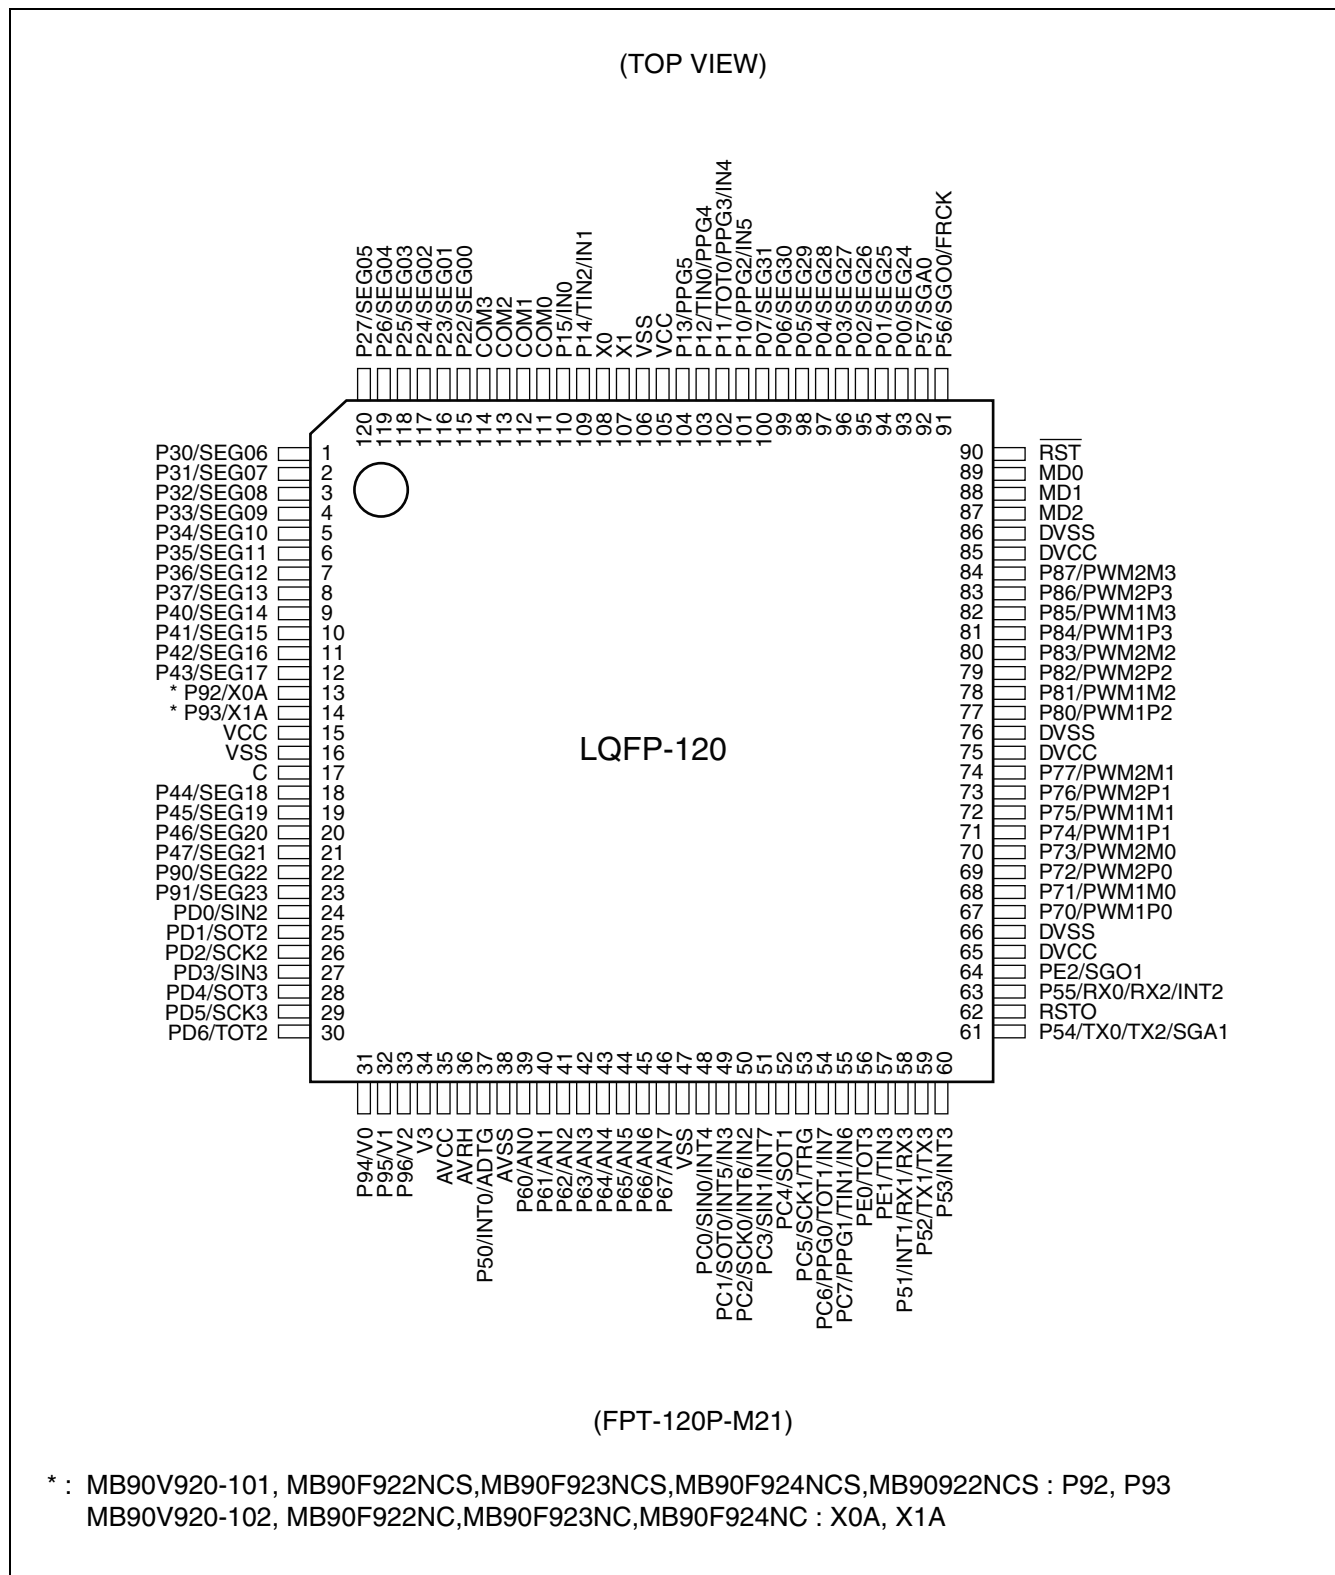 (TOP VIEW)
P27/SEG05
P26/SEG04
P25/SEG03
P24/SEG02
P23/SEG01
P22/SEG00
COM3
COM2
COM1
COM0
P15/IN0
P14/TIN2/IN1
X0
X1
VSS
VCC
P13/PPG5
P12/TIN0/PPG4
P11/TOT0/PPG3/IN4
P10/PPG2/IN5
P07/SEG31
P06/SEG30
P05/SEG29
P04/SEG28
P03/SEG27
P02/SEG26
P01/SEG25
P00/SEG24
P57/SGA0
P56/SGO0/FRCK
120
119
118
117
116
115
114
113
112
111
110
109
108
107
106
105
104
103
102
101
100
99
98
97
96
95
94
93
92
91
P30/SEG06 1
P31/SEG07 2
P32/SEG08 3
P33/SEG09 4
P34/SEG10 5
P35/SEG11 6
P36/SEG12 7
P37/SEG13 8
P40/SEG14 9
P41/SEG15 10
P42/SEG16 11
P43/SEG17 12
* P92/X0A 13
* P93/X1A 14
VCC 15
VSS 16
C 17
P44/SEG18 18
P45/SEG19 19
P46/SEG20 20
P47/SEG21 21
P90/SEG22 22
P91/SEG23 23
PD0/SIN2 24
PD1/SOT2 25
PD2/SCK2 26
PD3/SIN3 27
PD4/SOT3 28
PD5/SCK3 29
PD6/TOT2 30
LQFP-120
90 RST
89 MD0
88 MD1
87 MD2
86 DVSS
85 DVCC
84 P87/PWM2M3
83 P86/PWM2P3
82 P85/PWM1M3
81 P84/PWM1P3
80 P83/PWM2M2
79 P82/PWM2P2
78 P81/PWM1M2
77 P80/PWM1P2
76 DVSS
75 DVCC
74 P77/PWM2M1
73 P76/PWM2P1
72 P75/PWM1M1
71 P74/PWM1P1
70 P73/PWM2M0
69 P72/PWM2P0
68 P71/PWM1M0
67 P70/PWM1P0
66 DVSS
65 DVCC
64 PE2/SGO1
63 P55/RX0/RX2/INT2
62 RSTO
61 P54/TX0/TX2/SGA1
31
32
33
34
35
36
37
38
39
40
41
42
43
44
45
46
47
48
49
50
51
52
53
54
55
56
57
58
59
60
P94/V0
P95/V1
P96/V2
V3
AVCC
AVRH
P50/INT0/ADTG
AVSS
P60/AN0
P61/AN1
P62/AN2
P63/AN3
P64/AN4
P65/AN5
P66/AN6
P67/AN7
VSS
PC0/SIN0/INT4
PC1/SOT0/INT5/IN3
PC2/SCK0/INT6/IN2
PC3/SIN1/INT7
PC4/SOT1
PC5/SCK1/TRG
PC6/PPG0/TOT1/IN7
PC7/PPG1/TIN1/IN6
PE0/TOT3
PE1/TIN3
P51/INT1/RX1/RX3
P52/TX1/TX3
P53/INT3
(FPT-120P-M21)
* : MB90V920-101, MB90F922NCS,MB90F923NCS,MB90F924NCS,MB90922NCS : P92, P93
MB90V920-102, MB90F922NC,MB90F923NC,MB90F924NC : X0A, X1A